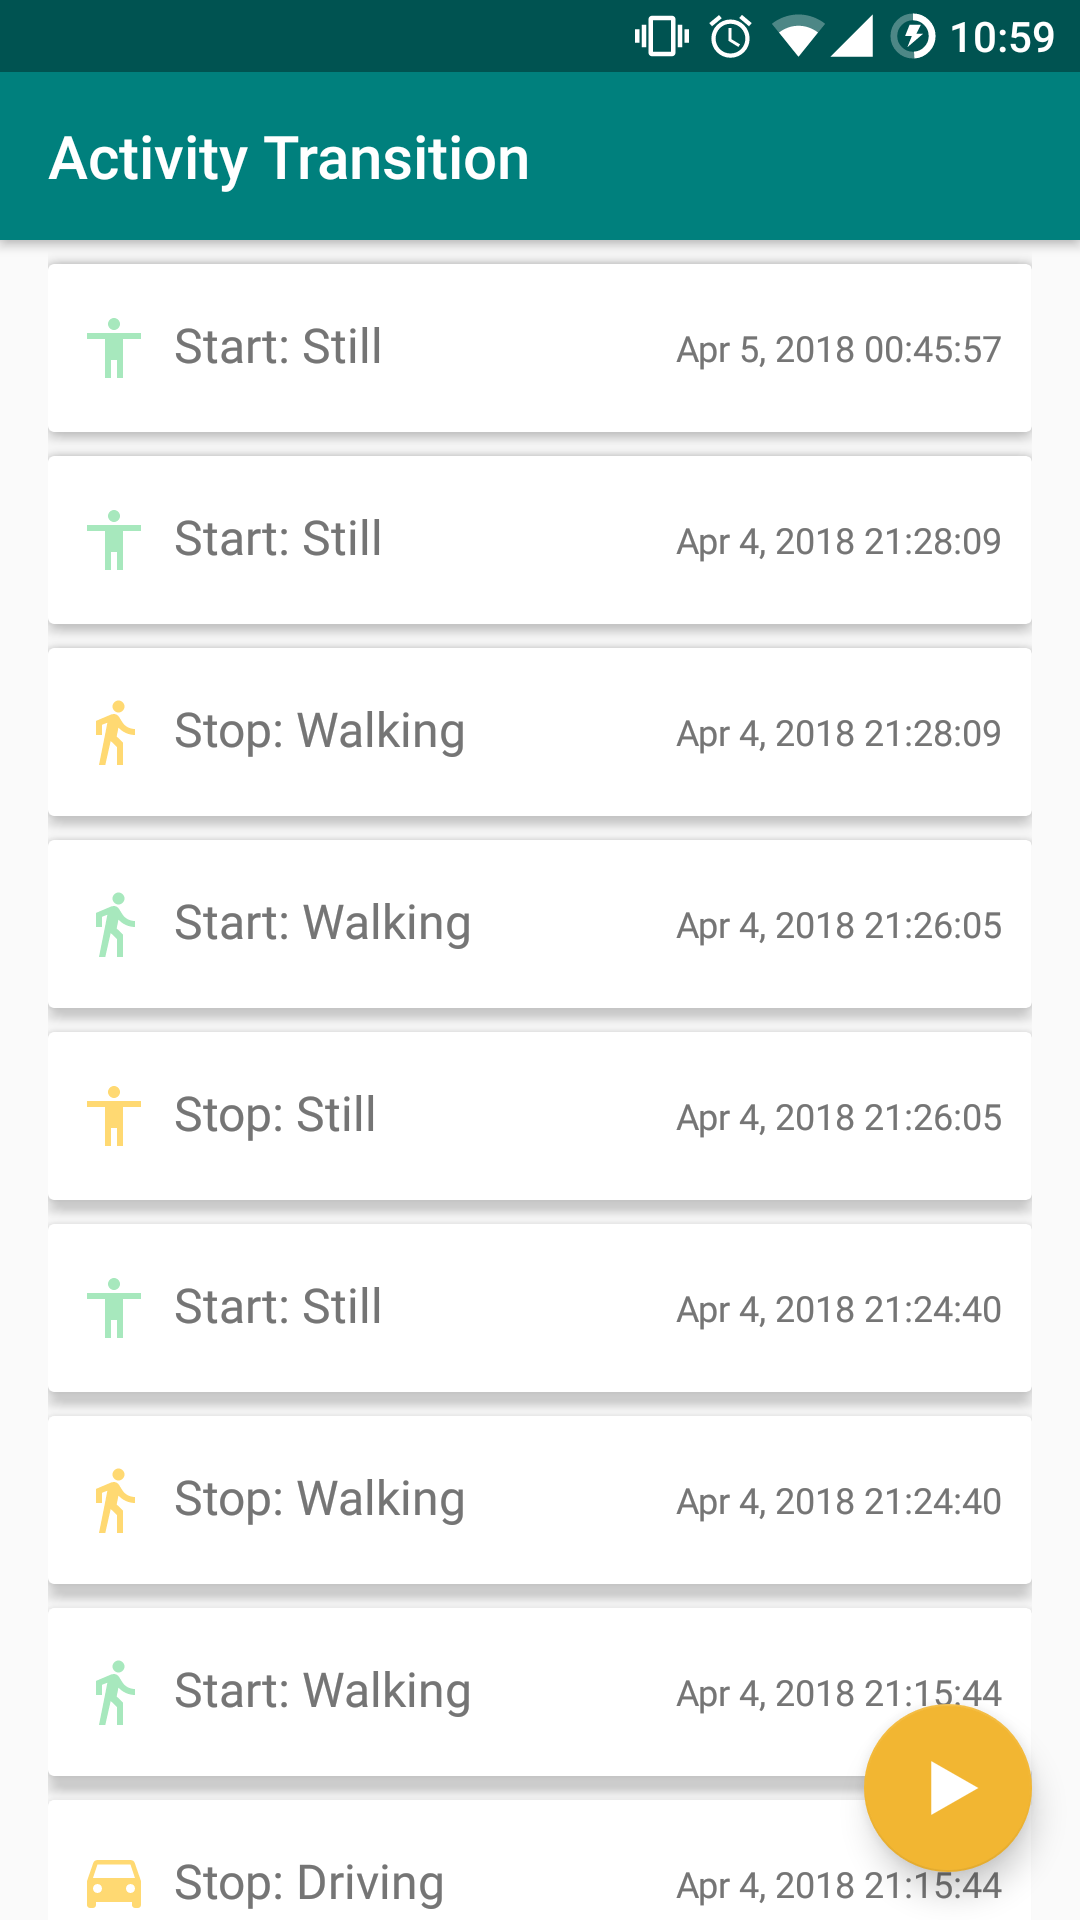 10:59
Activity Transition
Start: Still Apr 5, 2018 00:45:57
Start: Still Apr 4, 2018 21:28:09
Stop: Walking Apr 4, 2018 21:28:09
Start: Walking Apr 4, 2018 21:26:05
Stop: Still Apr 4, 2018 21:26:05
Start: Still Apr 4, 2018 21:24:40
Stop: Walking Apr 4, 2018 21:24:40
Start: Walking Apr 4, 2018 21:15:44
Stop: Driving Apr 4, 2018 21:15:44